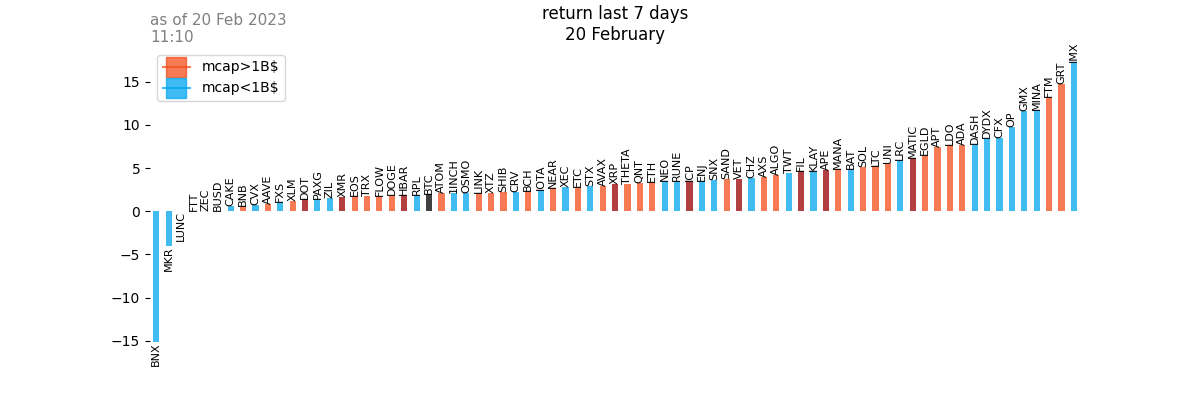 as of 20 Feb 2023
11:10
return last 7 days
20 February
mcap>1B$
mcap<1B$
15
10
5
0
−5
−10
−15
BNX
MKR
LUNC
FTT
ZEC
BUSD
CAKE
BNB
CVX
AAVE
FXS
XLM
DOT
PAXG
ZIL
XMR
EOS
TRX
FLOW
DOGE
HBAR
RPL
BTC
ATOM
1INCH
OSMO
LINK
XTZ
SHIB
CRV
BCH
IOTA
NEAR
XEC
ETC
STX
AVAX
XRP
THETA
QNT
ETH
NEO
RUNE
ICP
ENJ
SNX
SAND
VET
CHZ
AXS
ALGO
TWT
FIL
KLAY
APE
MANA
BAT
SOL
LTC
UNI
LRC
MATIC
EGLD
APT
LDO
ADA
DASH
DYDX
CFX
OP
GMX
MINA
FTM
GRT
IMX